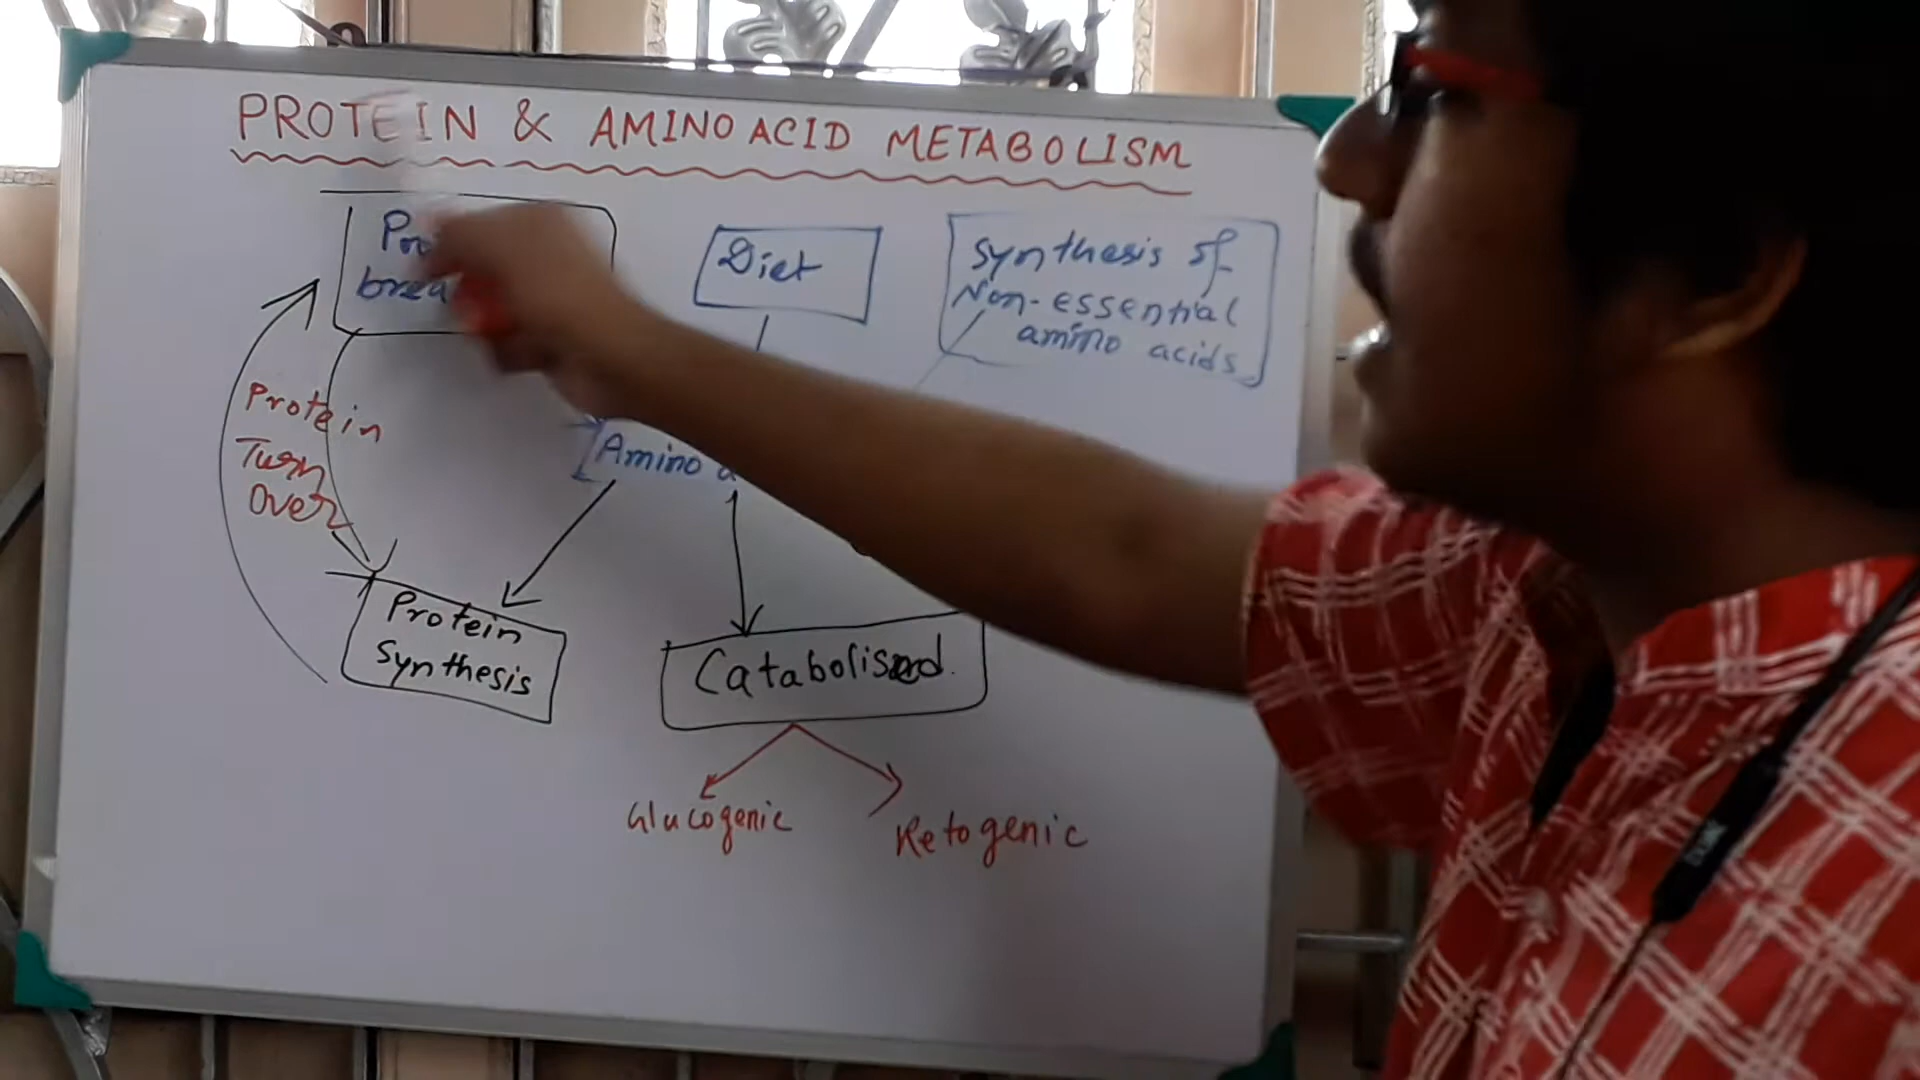 PROTEIN & AMINO ACID METABOLISM
Diet
Synthesis of
Non-essential
amino acids
Protein
Turn
Over
Amino
Protein
Synthesis
Catabolised.
Glucogenic
Ketogenic